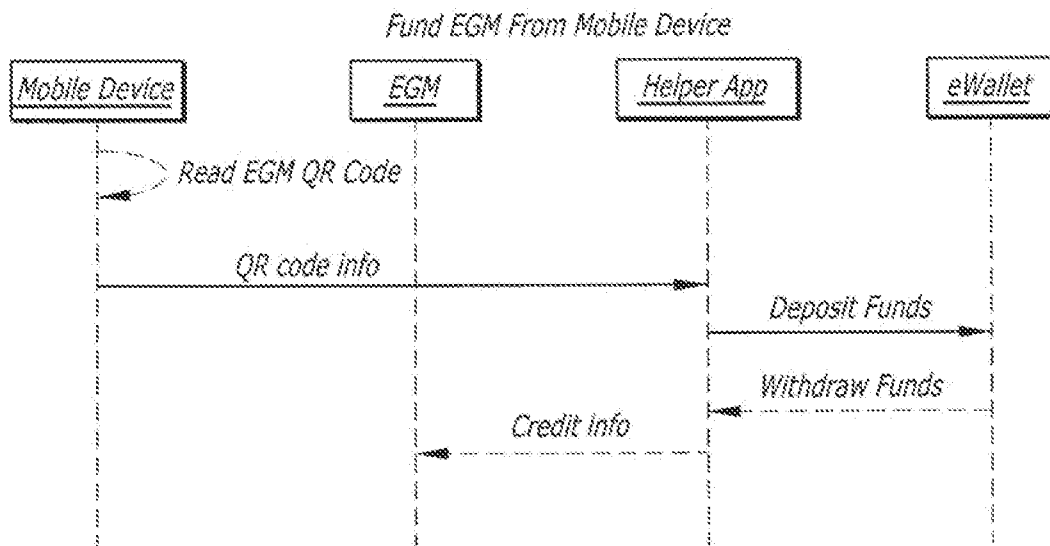 Fund EGM From Mobile Device
Mobile Device
EGM
Helper App
eWallet
Read EGM QR Code
QR code info
Deposit Funds
Withdraw Funds
Credit info